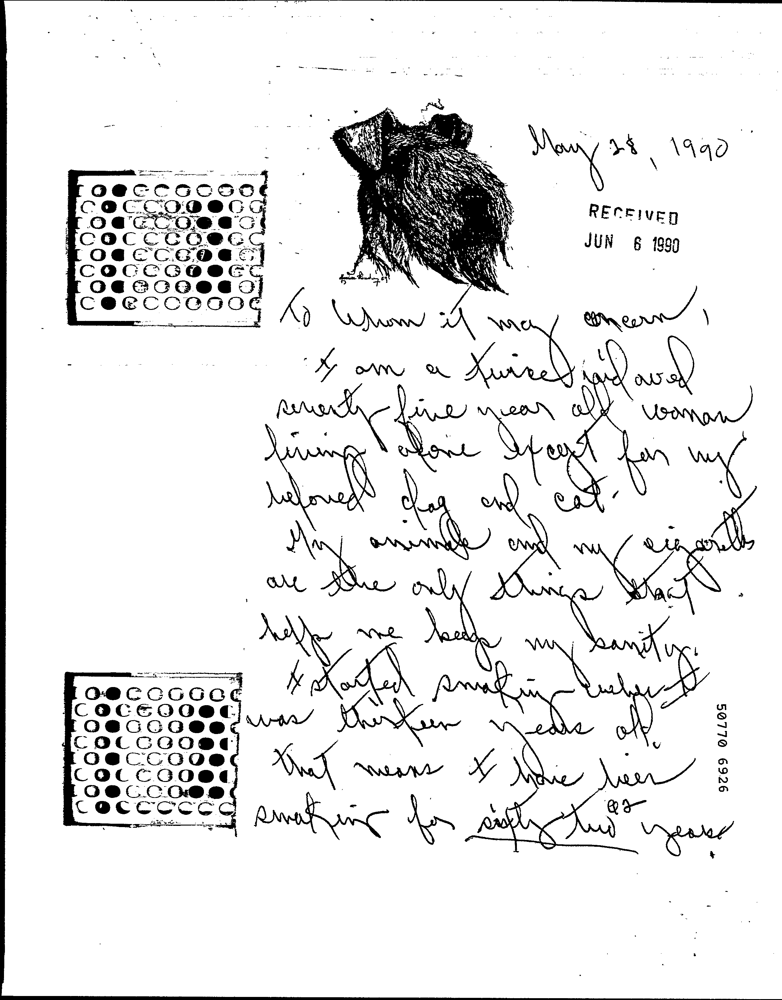 May 28, 1990
RECEIVED
JUN 6 1990
To Whom it may concern,
I am a twice widowed
seventy five year old woman
living alone except for my
beloved dog and cat.
My animals and my cigaretts
are the only things that
help me keep my sanity.
I started smoking when I
was thirteen years old.
that means I have been
smoking for sixty two 62 years
50770 6926